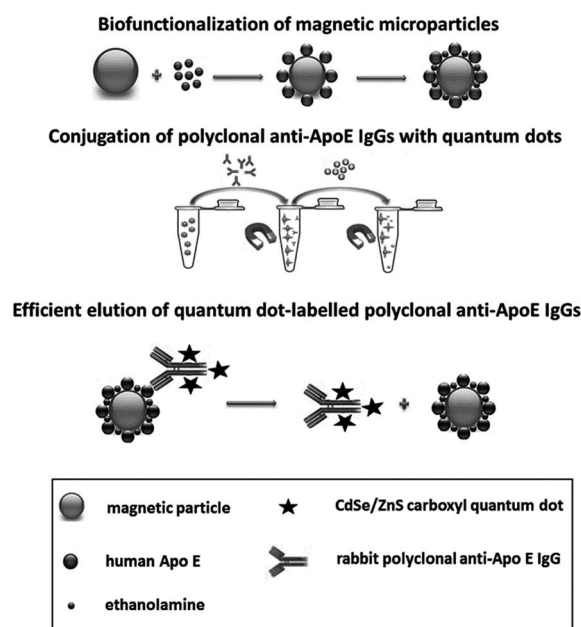 Biofunctionalization of magnetic microparticles
Conjugation of polyclonal anti-ApoE IgGs with quantum dots
Efficient elution of quantum dot-labelled polyclonal anti-ApoE IgGs
magnetic particle
CdSe/ZnS carboxyl quantum dot
human Apo E
rabbit polyclonal anti-Apo E IgG
ethanolamine